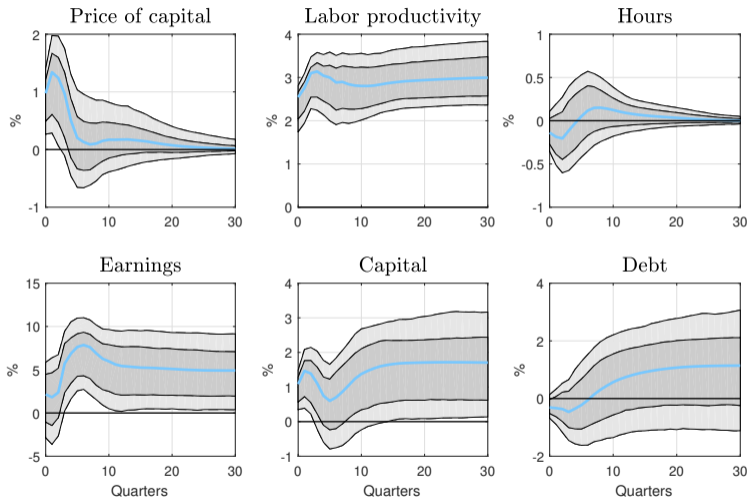 Price of capital Labor productivity Hours
2 4 1
1 3 0.5
% 0 % 2 % 0
1 -0.5
-1 0 -1
0 10 20 30 0 10 20 30 0 10 20 30
Earnings Capital Debt
15 4 4
10 3 2
% 5 % 2 % 0
0 1
0
-5 -1 -2
0 10 20 30 0 10 20 30 0 10 20 30
Quarters Quarters Quarters